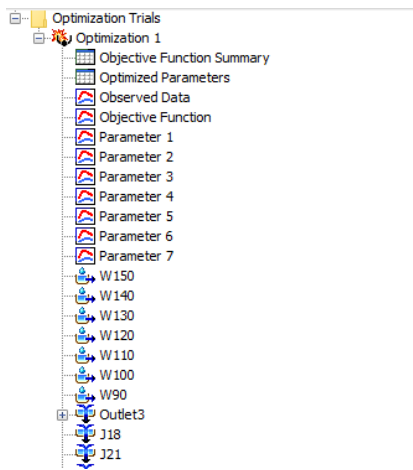 Optimization Trials
Optimization 1
Objective Function Summary
Optimized Parameters
Observed Data
Objective Function
Parameter 1
Parameter 2
Parameter 3
Parameter 4
Parameter 5
Parameter 6
Parameter 7
W150
W140
W130
W120
W110
W100
W90
Outlet3
J18
J21